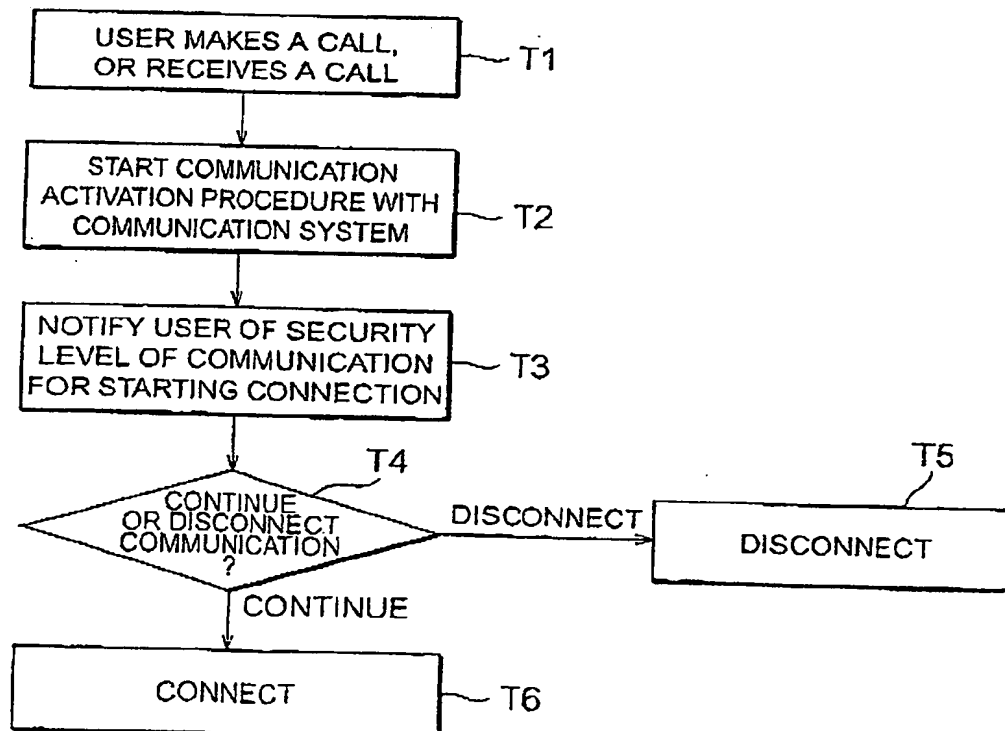 USER MAKES A CALL,
OR RECEIVES A CALL
T1
START COMMUNICATION
ACTIVATION PROCEDURE WITH
COMMUNICATION SYSTEM
T2
NOTIFY USER OF SECURITY
LEVEL OF COMMUNICATION
FOR STARTING CONNECTION
T3
T4
CONTINUE
OR DISCONNECT
COMMUNICATION
?
DISCONNECT
T5
DISCONNECT
CONTINUE
CONNECT
T6